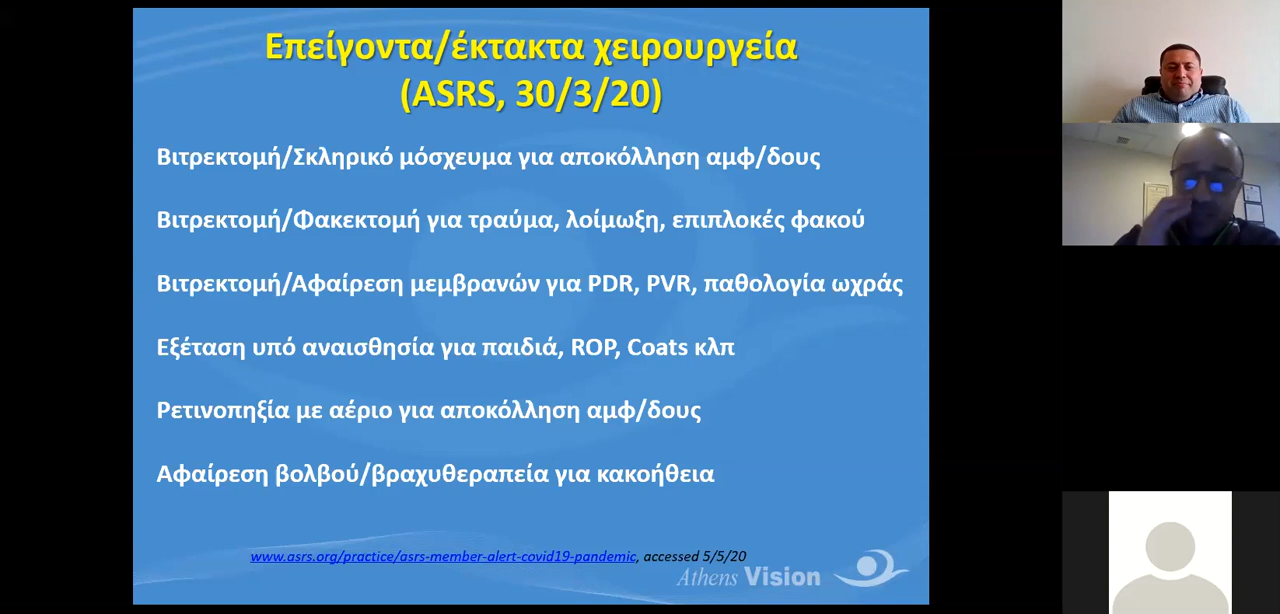 Επείγοντα/έκτακτα χειρουργεία
(ASRS, 30/3/20)
Βιτρεκτομή/Σκληρικό μόσχευμα για αποκόλληση αμφ/δους
Βιτρεκτομή/Φακεκτομή για τραύμα, λοίμωξη, επιπλοκές φακού
Βιτρεκτομή/Αφαίρεση μεμβρανών για PDR, PVR, παθολογία ωχράς
Εξέταση υπό αναισθησία για παιδιά, ROP, Coats κλπ
Ρετινοπηξία με αέριο για αποκόλληση αμφ/δους
Αφαίρεση βολβού/βραχυθεραπεία για κακοήθεια
www.asrs.org/practice/asrs-member-alert-covid19-pandemic, accessed 5/5/20
Athens Vision